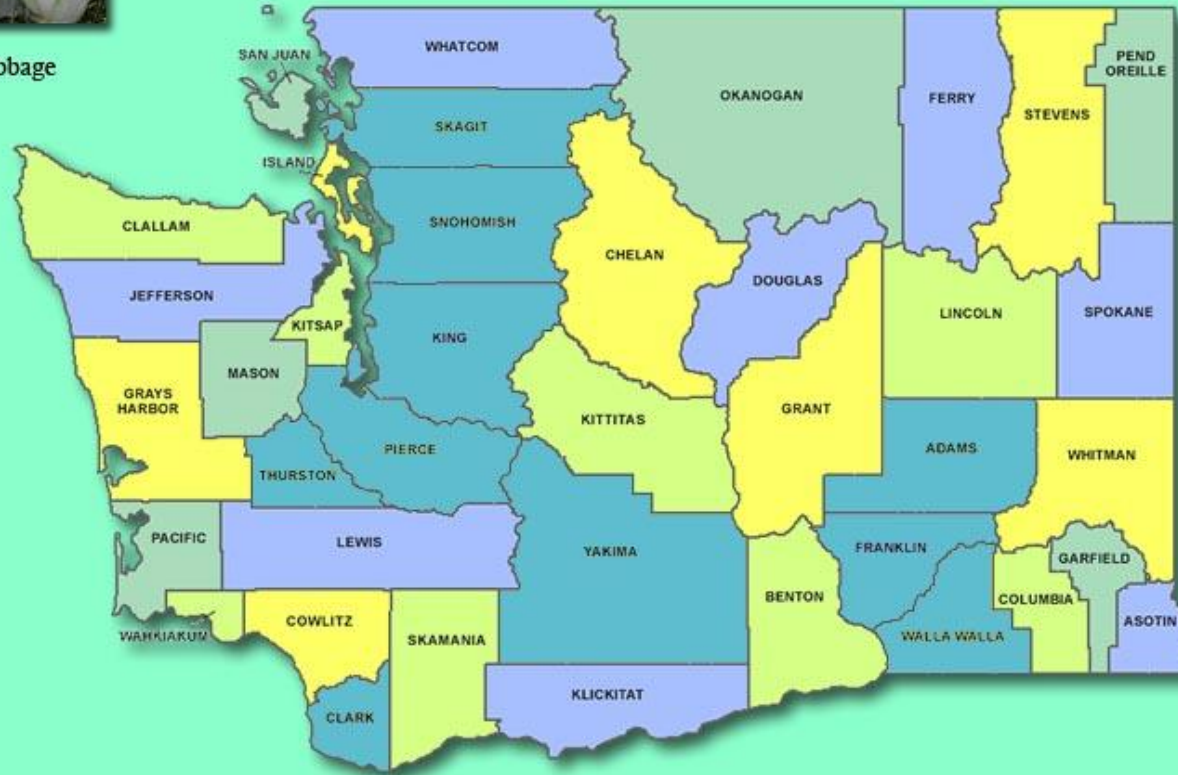 bbage
SAN JUAN
WHATCOM
SKAGIT
ISLAND
SNOHOMISH
CLALLAM
JEFFERSON
KITSAP
KING
MASON
GRAYS
HARBOR
THURSTON
PIERCE
PACIFIC
LEWIS
WAHKIAKUM
COWLITZ
SKAMANIA
CLARK
OKANOGAN
FERRY
STEVENS
PEND
OREILLE
CHELAN
DOUGLAS
LINCOLN
SPOKANE
KITTITAS
GRANT
ADAMS
WHITMAN
YAKIMA
BENTON
FRANKLIN
WALLA WALLA
COLUMBIA
GARFIELD
ASOTIN
KLICKITAT